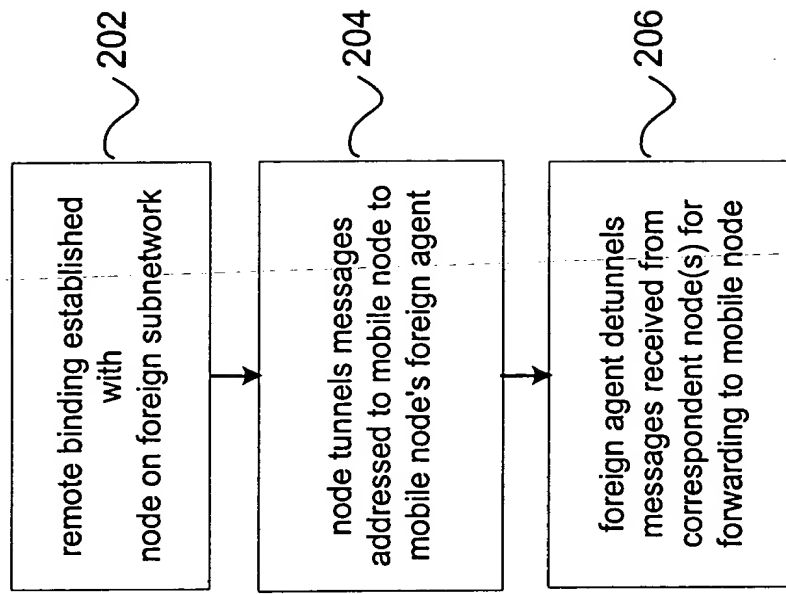 202
remote binding established
with
node on foreign subnetwork
204
node tunnels messages
addressed to mobile node to
mobile node's foreign agent
206
foreign agent detunnels
messages received from
correspondent node(s) for
forwarding to mobile node